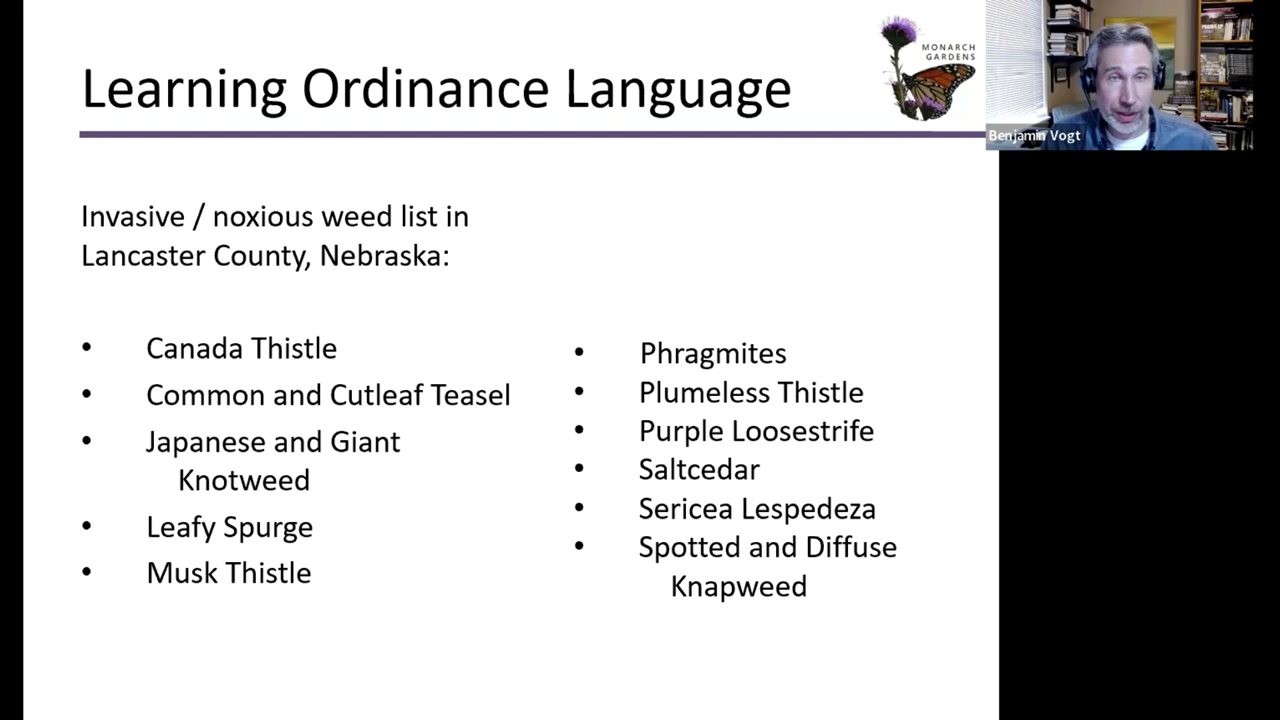 Learning Ordinance Language
MONARCH
GARDENS
Benjamin Vogt
Invasive / noxious weed list in
Lancaster County, Nebraska:
• Canada Thistle
• Common and Cutleaf Teasel
• Japanese and Giant
Knotweed
• Leafy Spurge
• Musk Thistle
• Phragmites
• Plumeless Thistle
• Purple Loosestrife
• Saltcedar
• Sericea Lespedeza
• Spotted and Diffuse
Knapweed